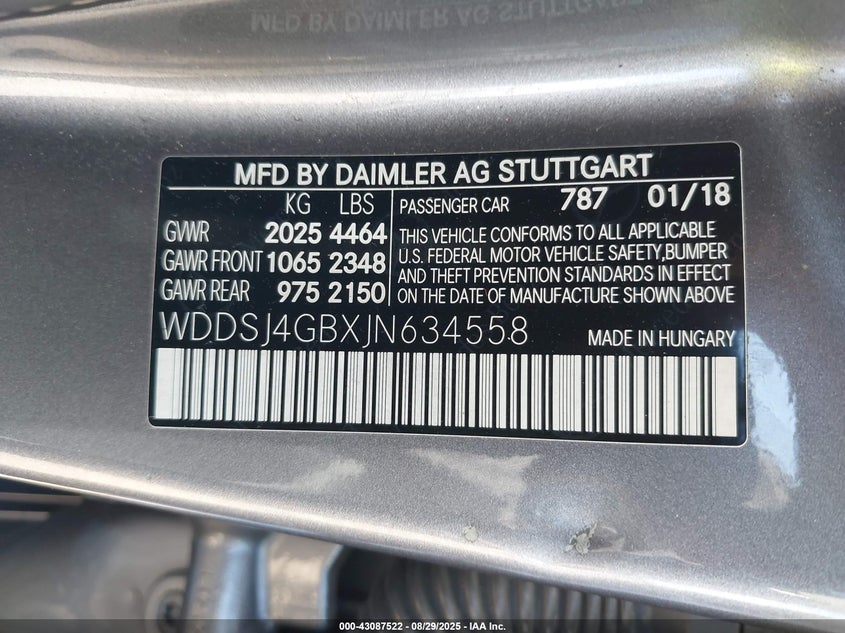 MFD BY DAIMLER AG STUTTGART
KG LBS
GVWR 2025 4464
GAWR FRONT 1065 2348
GAWR REAR 975 2150
PASSENGER CAR 787 01/18
THIS VEHICLE CONFORMS TO ALL APPLICABLE
U.S. FEDERAL MOTOR VEHICLE SAFETY,BUMPER
AND THEFT PREVENTION STANDARDS IN EFFECT
ON THE DATE OF MANUFACTURE SHOWN ABOVE
WDDSJ4GBXJN634558
MADE IN HUNGARY
000-43087522 - 08/29/2025 - IAA Inc.